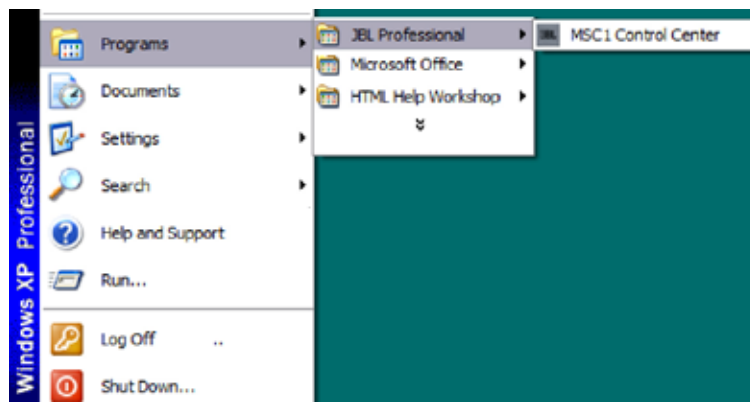 Programs
Documents
Settings
Search
Help and Support
Run...
Log Off ..
Shut Down...
Windows XP Professional
JBL Professional
Microsoft Office
HTML Help Workshop
JBL
MSC1 Control Center